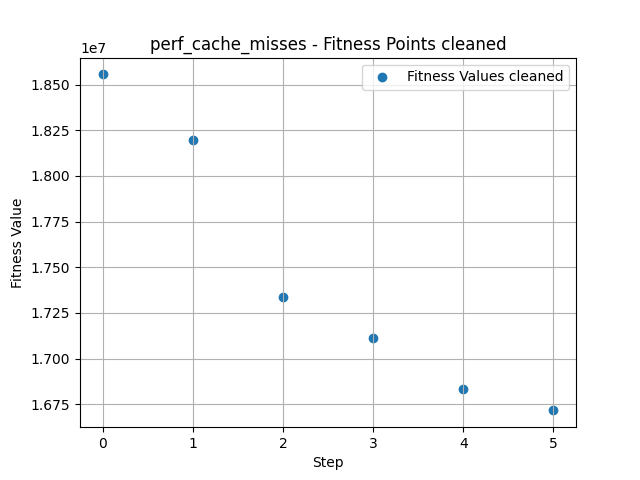 perf_cache_misses - Fitness Points cleaned
1e7
Fitness Values cleaned
1.850
1.825
1.800
1.775
1.750
1.725
1.700
1.675
Fitness Value
0 1 2 3 4 5
Step